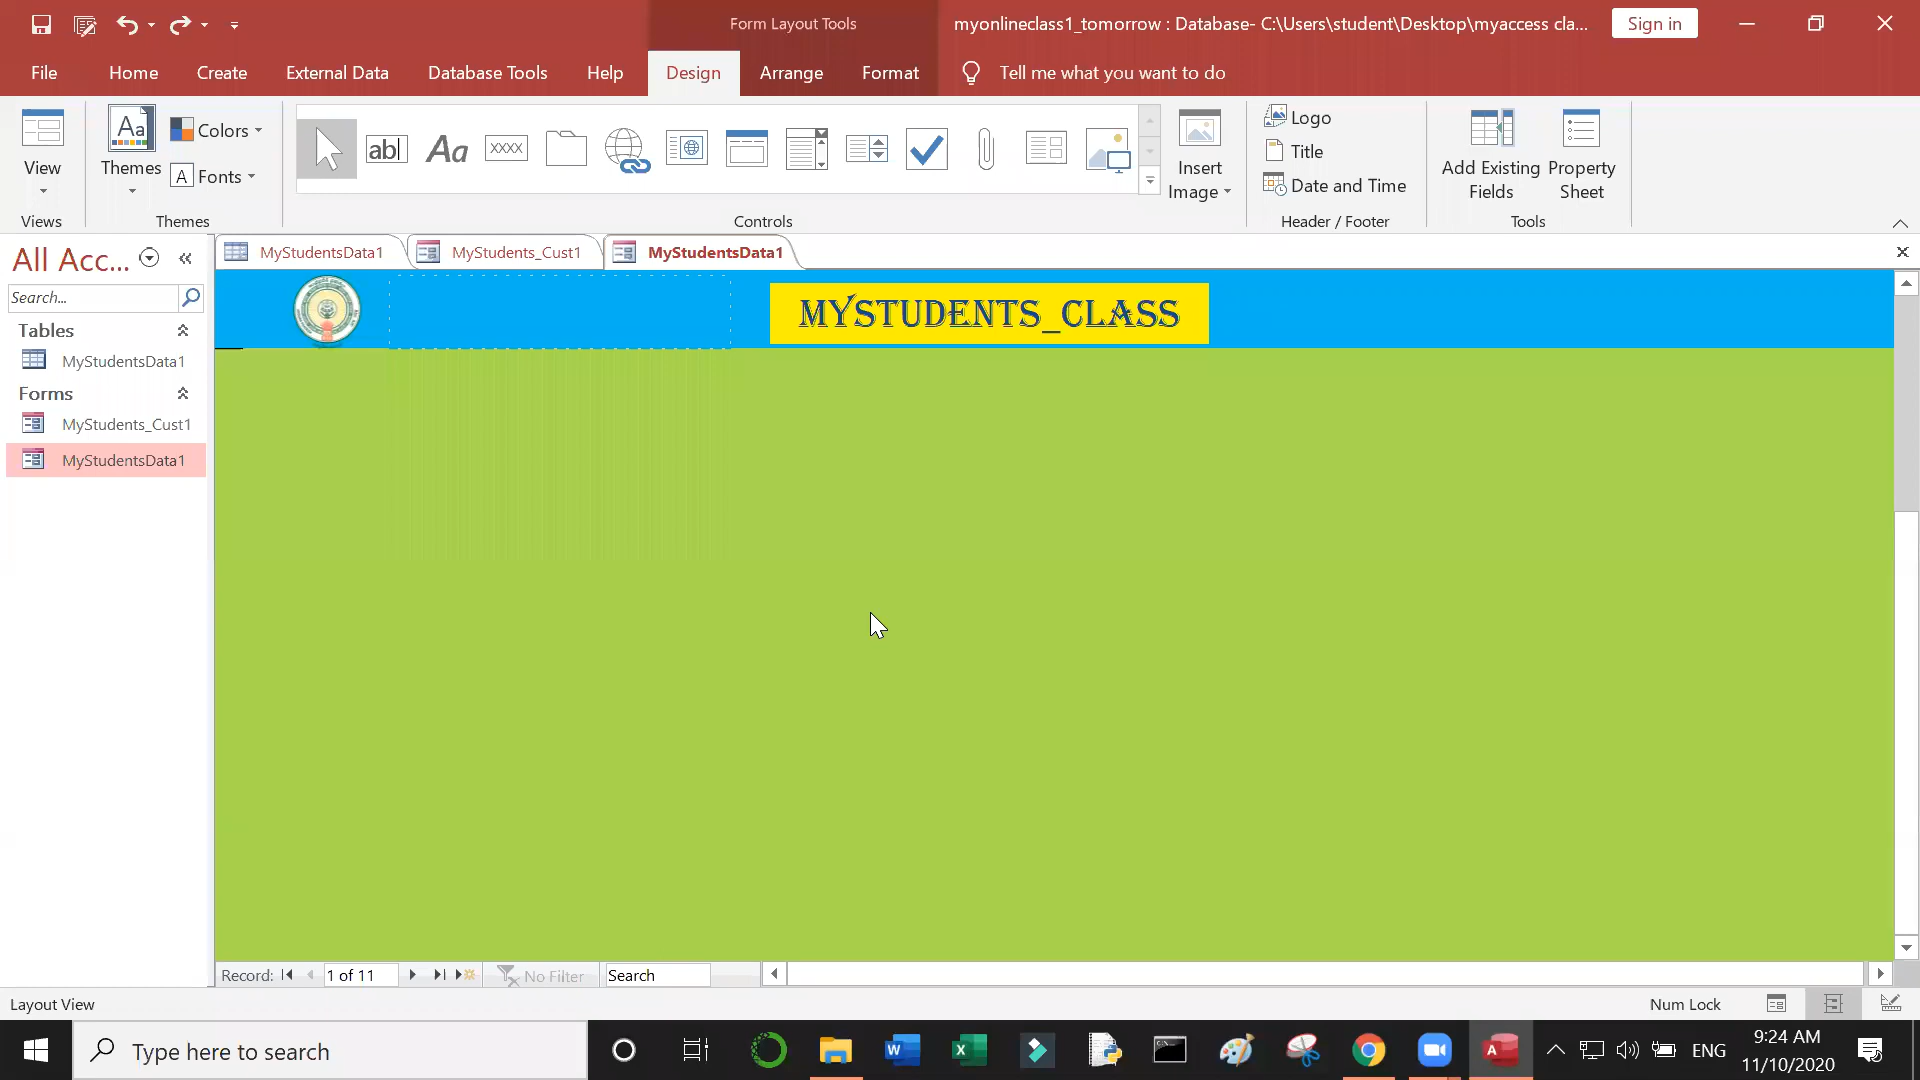 Form Layout Tools
myonlineclass1_tomorrow : Database- C:\Users\student\Desktop\myaccess cla...
Sign in
File
Home
Create
External Data
Database Tools
Help
Design
Arrange
Format
Tell me what you want to do
View
Views
Aa
Themes
Colors
A
Fonts
Themes
ab
Aa
XXXX
Controls
Insert
Image
Logo
Title
Date and Time
Header / Footer
Add Existing
Fields
Property
Sheet
Tools
All Acc...
Search...
Tables
MyStudentsData1
Forms
MyStudents_Cust1
MyStudentsData1
MyStudentsData1
MyStudents_Cust1
MyStudentsData1
MYSTUDENTS_CLASS
Record:
1 of 11
No Filter
Search
Layout View
Num Lock
Type here to search
ENG
9:24 AM
11/10/2020